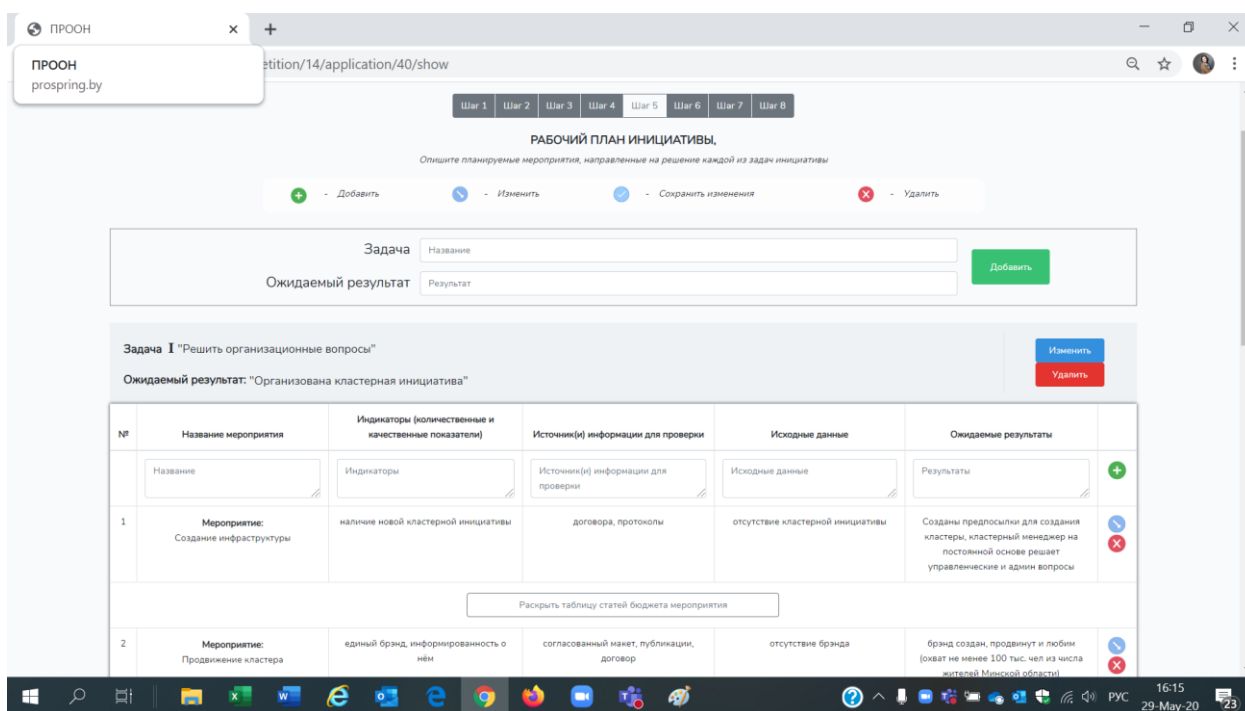 ПРООН
ПРООН
prospring.by
etition/14/application/40/show
Шаг 1 Шаг 2 Шаг 3 Шаг 4 Шаг 5 Шаг 6 Шаг 7 Шаг 8
РАБОЧИЙ ПЛАН ИНИЦИАТИВЫ,
Опишите планируемые мероприятия, направленные на решение каждой из задач инициативы
- Добавить - Изменить - Сохранить изменения - Удалить
Задача Название
Добавить
Ожидаемый результат Результат
Задача I "Решить организационные вопросы"
Изменить
Ожидаемый результат: "Организована кластерная инициатива"
Удалить
№ Название мероприятия Индикаторы (количественные и качественные показатели) Источник(и) информации для проверки Исходные данные Ожидаемые результаты
Название Индикаторы Источник(и) информации для проверки Исходные данные Результаты
1 Мероприятие: Создание инфраструктуры
наличие новой кластерной инициативы
договора, протоколы
отсутствие кластерной инициативы
Созданы предпосылки для создания
кластеры, кластерный менеджер на
постоянной основе решает
управленческие и админ вопросы
Раскрыть таблицу статей бюджета мероприятия
2 Мероприятие: Продвижение кластера
единый брэнд, информированность о
нём
согласованный макет, публикации,
договор
отсутствие брэнда
брэнд создан, продвинут и любим
(охват не менее 100 тыс. чел из числа
жителей Минской области)
РУС
16:15
29-May-20
23